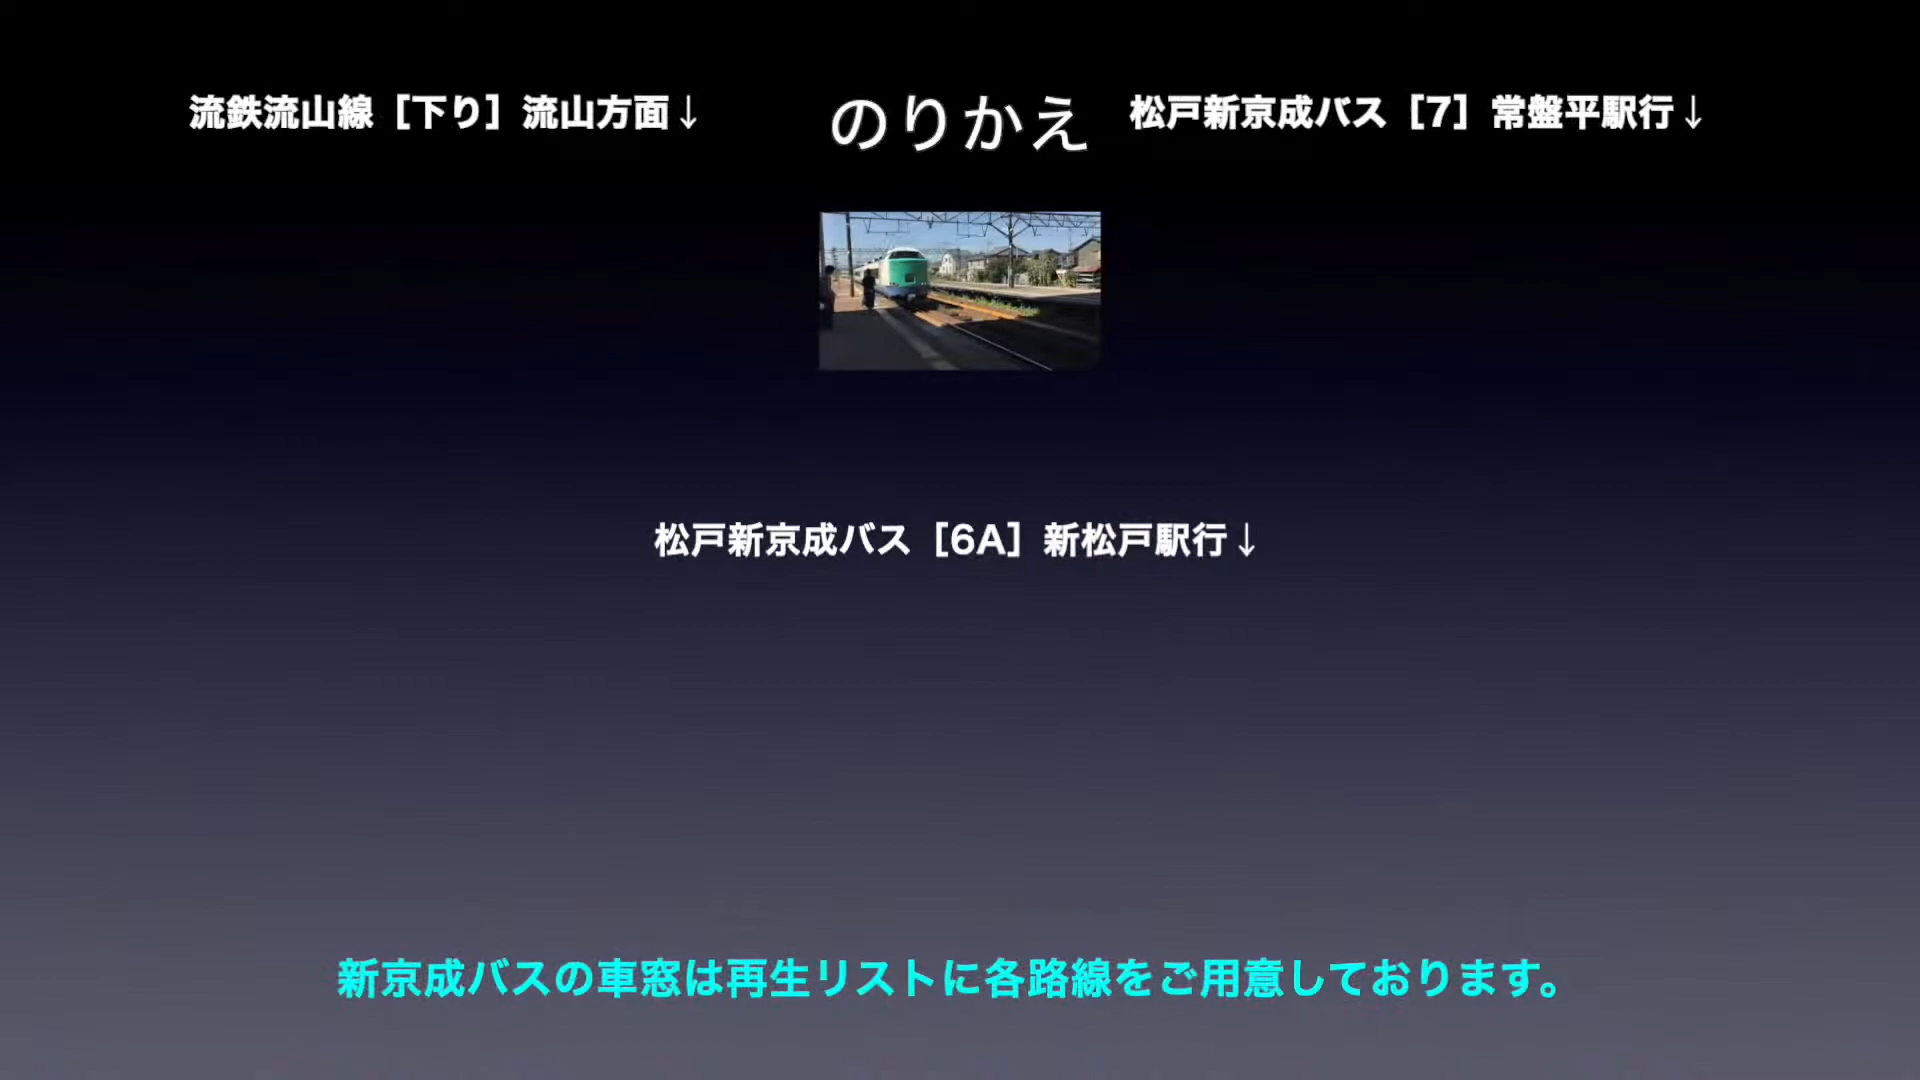 流鉄流山線［下り］流山方面↓
のりかえ
松戸新京成バス［7］常盤平駅行↓
松戸新京成バス［6A］新松戸駅行↓
新京成バスの車窓は再生リストに各路線をご用意しております。